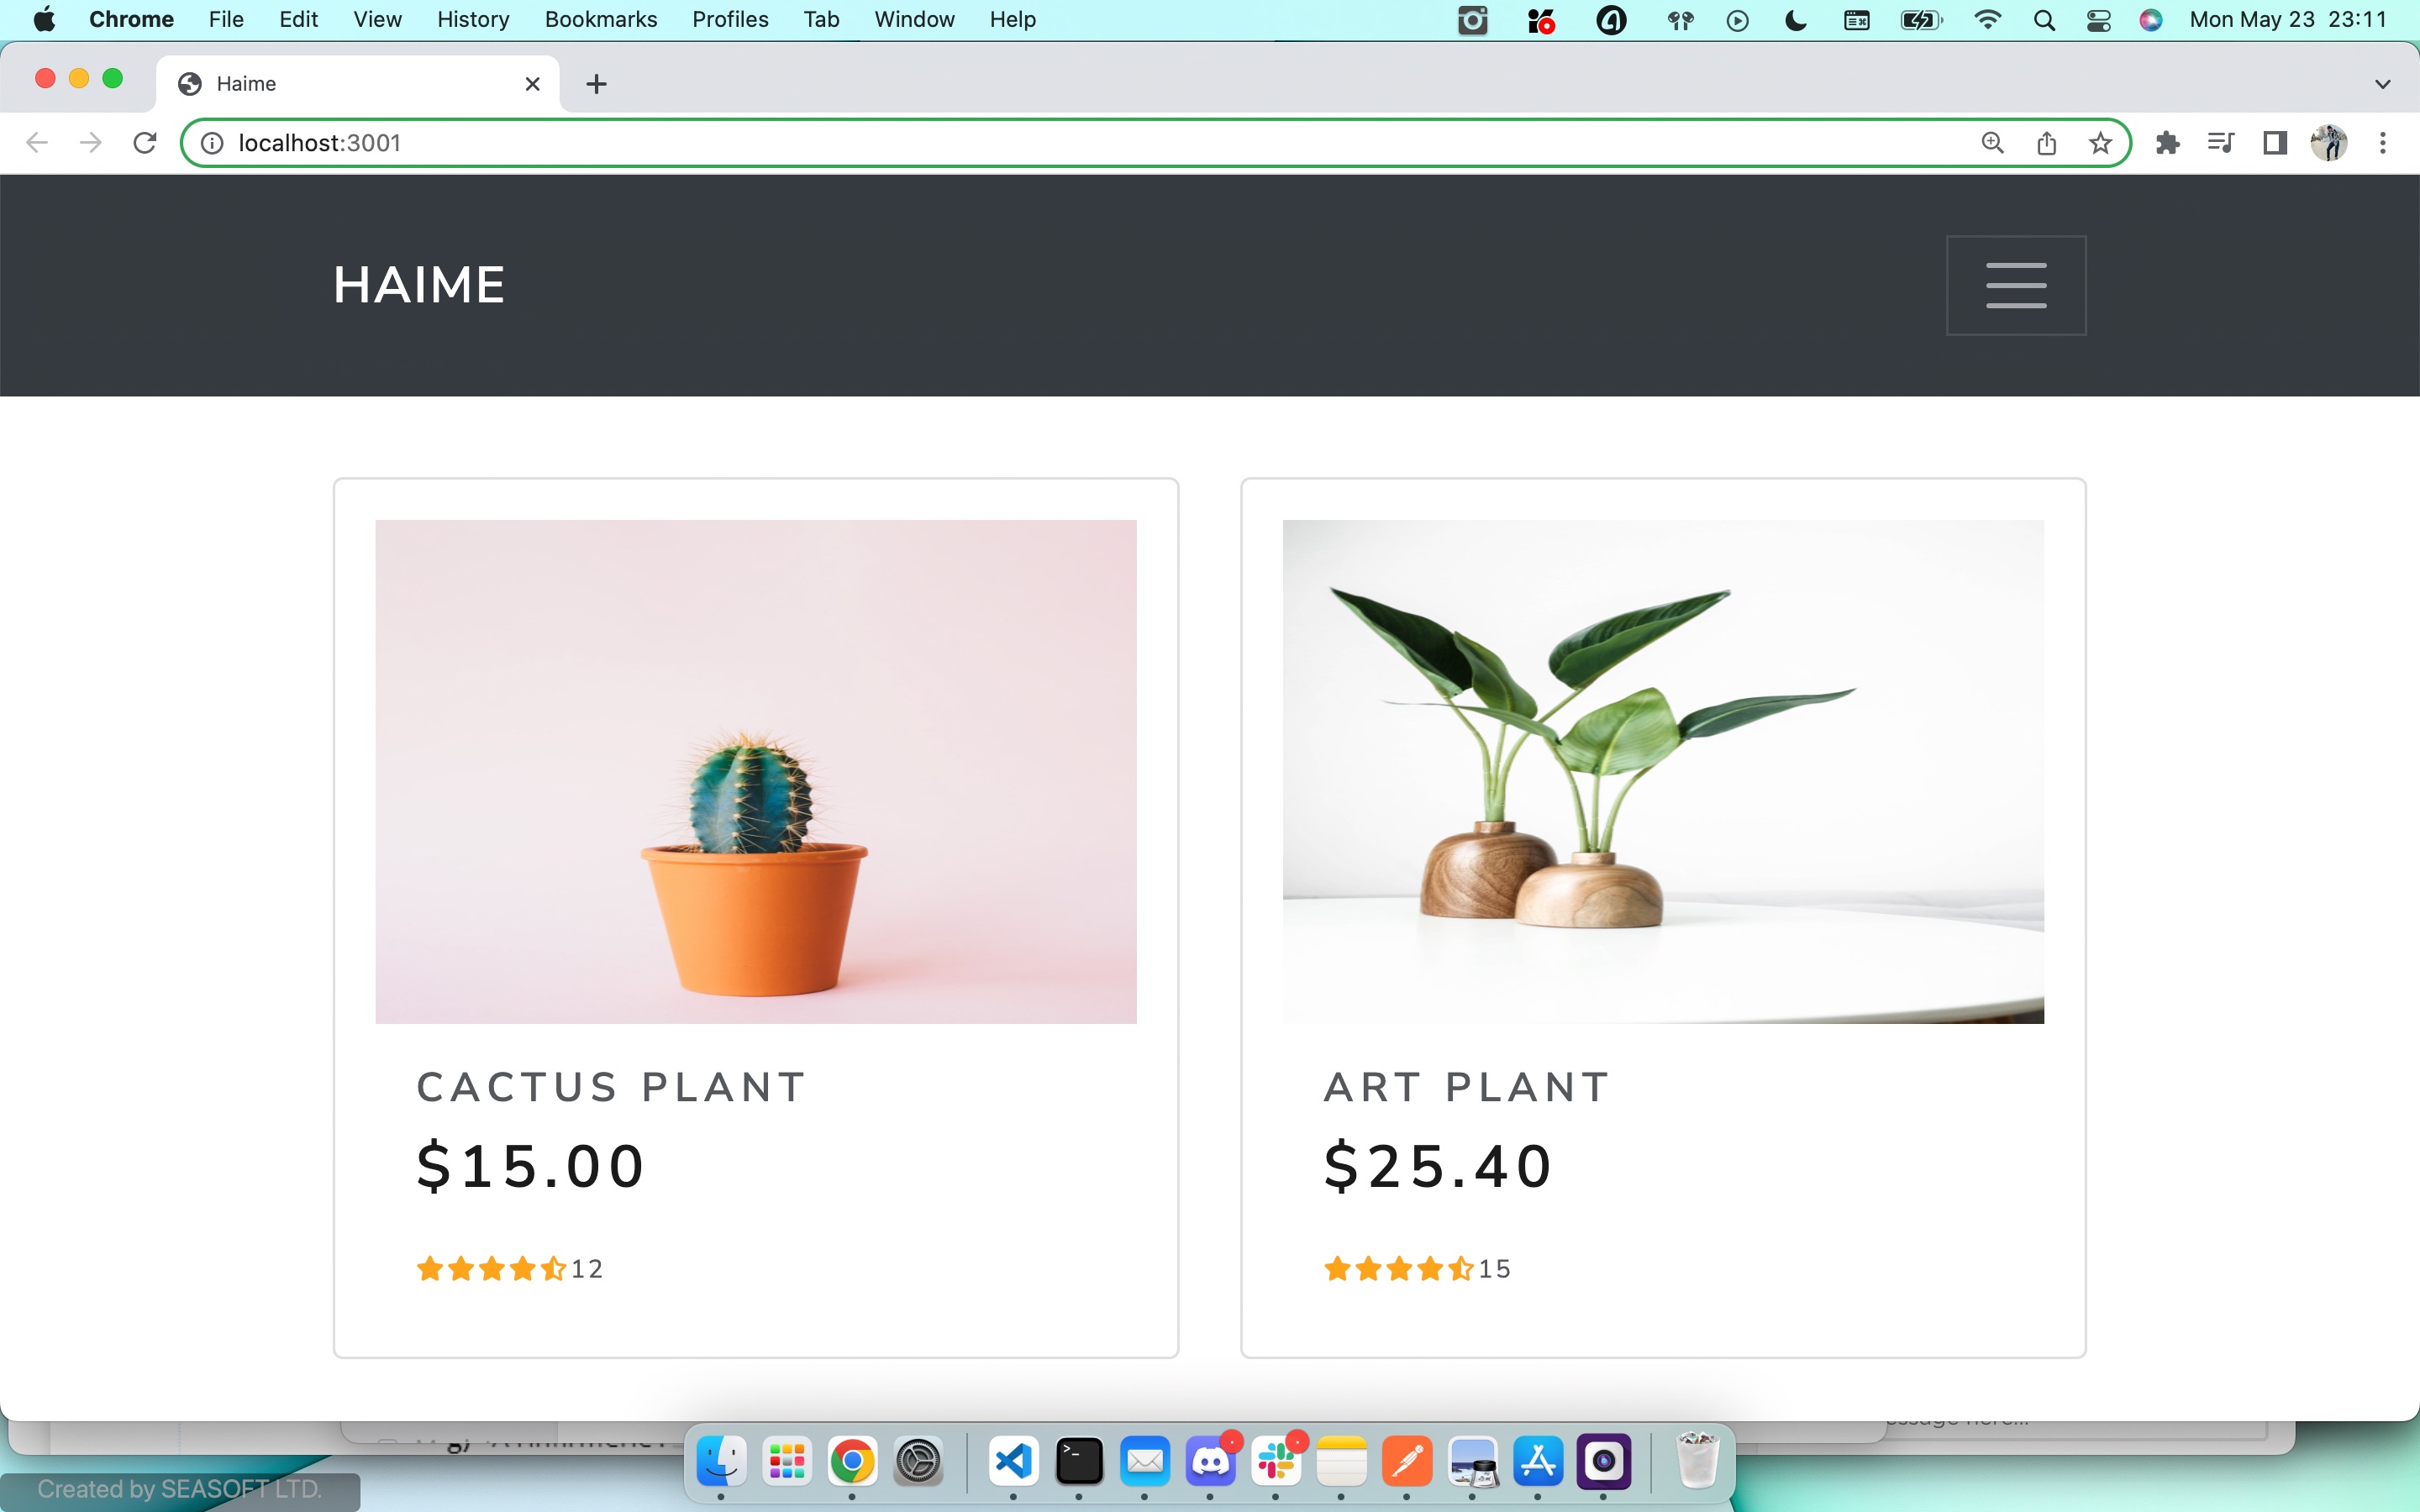 Chrome File Edit View History Bookmarks Profiles Tab Window Help Mon May 23 23:11
Haime
localhost:3001
HAIME
CACTUS PLANT
$15.00
12
ART PLANT
$25.40
15
Created by SEASOFT LTD.